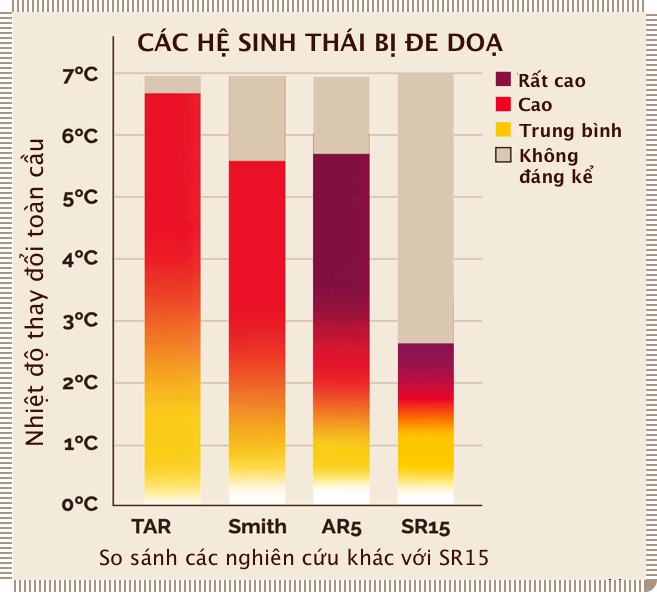 CÁC HỆ SINH THÁI BỊ ĐE DOẠ
7°C
6°C
5°C
4°C
3°C
2°C
1°C
0°C
Nhiệt độ thay đổi toàn cầu
Rất cao
Cao
Trung bình
Không
đáng kể
TAR Smith AR5 SR15
So sánh các nghiên cứu khác với SR15